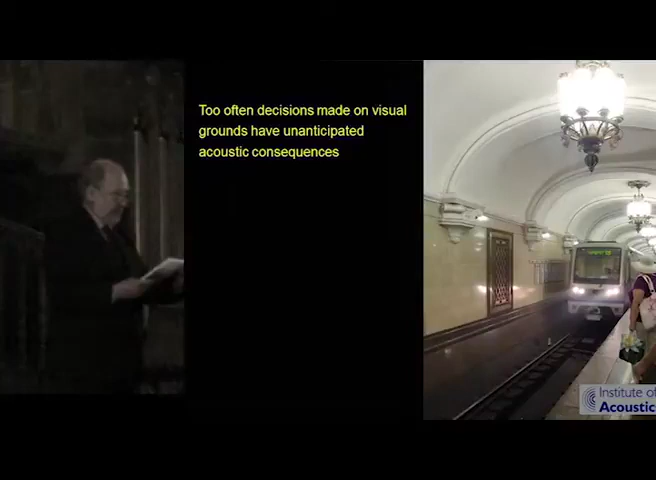 Too often decisions made on visual
grounds have unanticipated
acoustic consequences
Institute of
Acoustic